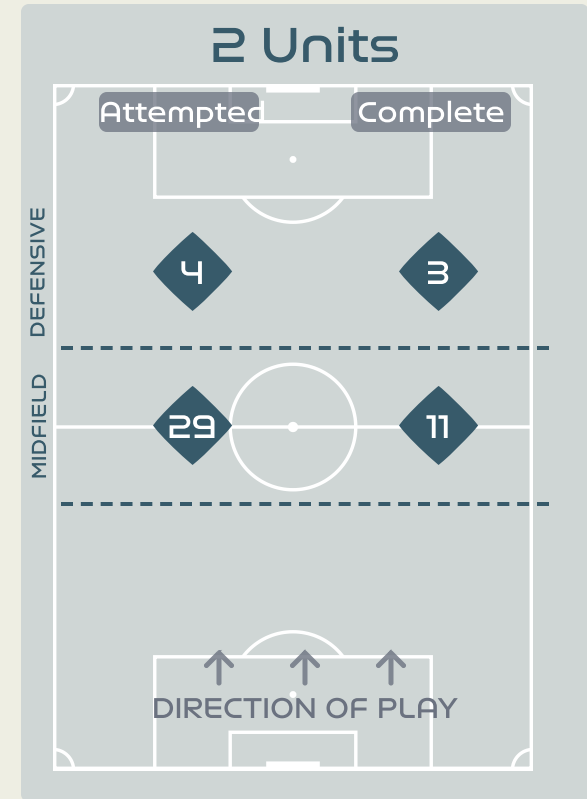 2 Units
Attempted
Complete
DEFENSIVE
4
3
MIDFIELD
29
11
DIRECTION OF PLAY